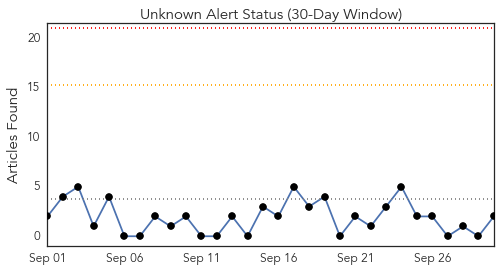 Unknown Alert Status (30-Day Window)
20
15
10
5
0
Articles Found
Sep 01 Sep 06 Sep 11 Sep 16 Sep 21 Sep 26